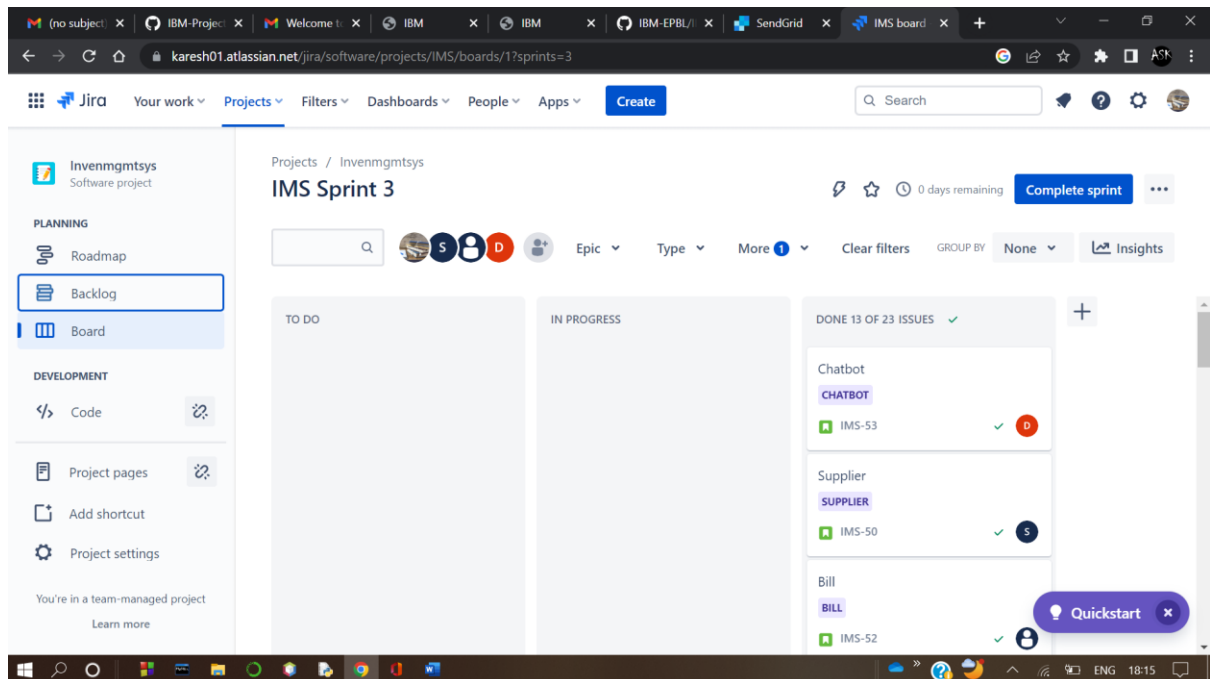 (no subject)
IBM-Project
Welcome to
IBM
IBM
IBM-EPBL/I
SendGrid
IMS board
karesh01.atlassian.net/jira/software/projects/IMS/boards/1?sprints=3
ASK
Jira
Your work
Projects
Filters
Dashboards
People
Apps
Create
Search
Invenmgmtsys
Software project
PLANNING
Roadmap
Backlog
Board
DEVELOPMENT
Code
Project pages
Add shortcut
Project settings
You're in a team-managed project
Learn more
Projects / Invenmgmtsys
IMS Sprint 3
0 days remaining
Complete sprint
S
D
Epic
Type
More 1
Clear filters
GROUP BY
None
Insights
TO DO
IN PROGRESS
DONE 13 OF 23 ISSUES
Chatbot
CHATBOT
IMS-53
D
Supplier
SUPPLIER
IMS-50
S
Bill
BILL
IMS-52
Quickstart
ENG
18:15